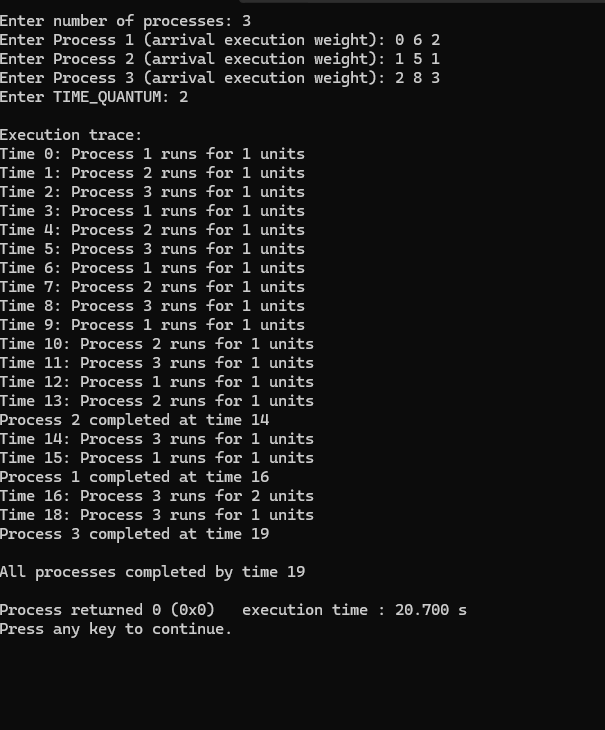 Enter number of processes: 3
Enter Process 1 (arrival execution weight): 0 6 2
Enter Process 2 (arrival execution weight): 1 5 1
Enter Process 3 (arrival execution weight): 2 8 3
Enter TIME_QUANTUM: 2
Execution trace:
Time 0: Process 1 runs for 1 units
Time 1: Process 2 runs for 1 units
Time 2: Process 3 runs for 1 units
Time 3: Process 1 runs for 1 units
Time 4: Process 2 runs for 1 units
Time 5: Process 3 runs for 1 units
Time 6: Process 1 runs for 1 units
Time 7: Process 2 runs for 1 units
Time 8: Process 3 runs for 1 units
Time 9: Process 1 runs for 1 units
Time 10: Process 2 runs for 1 units
Time 11: Process 3 runs for 1 units
Time 12: Process 1 runs for 1 units
Time 13: Process 2 runs for 1 units
Process 2 completed at time 14
Time 14: Process 3 runs for 1 units
Time 15: Process 1 runs for 1 units
Process 1 completed at time 16
Time 16: Process 3 runs for 2 units
Time 18: Process 3 runs for 1 units
Process 3 completed at time 19
All processes completed by time 19
Process returned 0 (0x0)   execution time : 20.700 s
Press any key to continue.